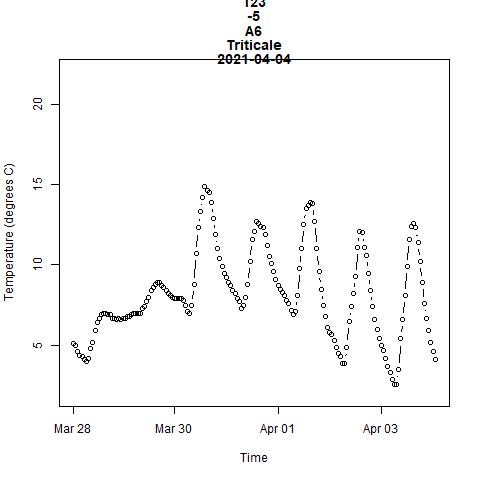 123
-5
A6
Triticale
2021-04-04
Temperature (degrees C)
20
15
10
5
Mar 28
Mar 30
Apr 01
Apr 03
Time